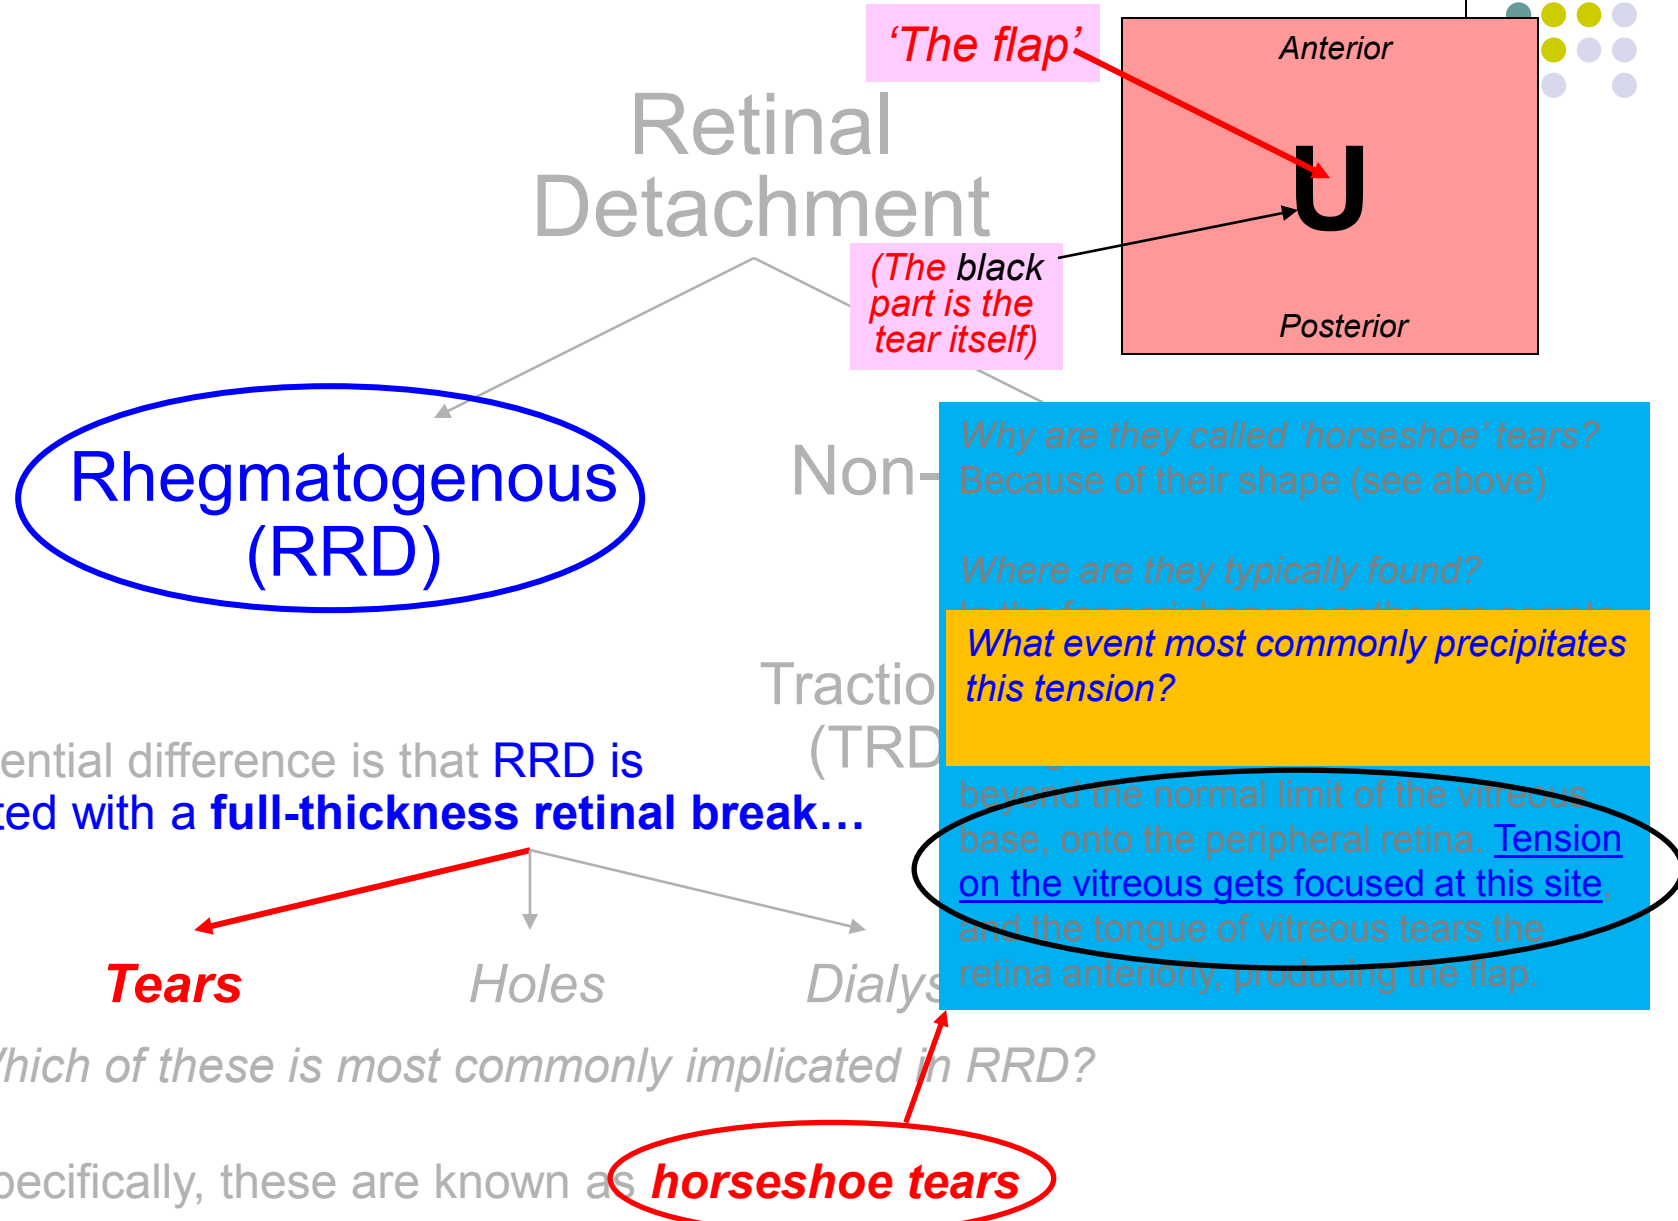 ‘The flap’
Anterior
Retinal
Detachment
U
(The black
part is the
tear itself)
Posterior
Rhegmatogenous
(RRD)
Non-
Why are they called ‘horseshoe’ tears?
Because of their shape (see above)
Where are they typically found?
What event most commonly precipitates
this tension?
Tractio
(TRD
ential difference is that RRD is
ted with a full-thickness retinal break…
beyond the normal limit of the vitreous
base, onto the peripheral retina. Tension
on the vitreous gets focused at this site,
and the tongue of vitreous tears the
retina anteriorly, producing the flap.
Tears
Holes
Dialys
Which of these is most commonly implicated in RRD?
pecifically, these are known as horseshoe tears